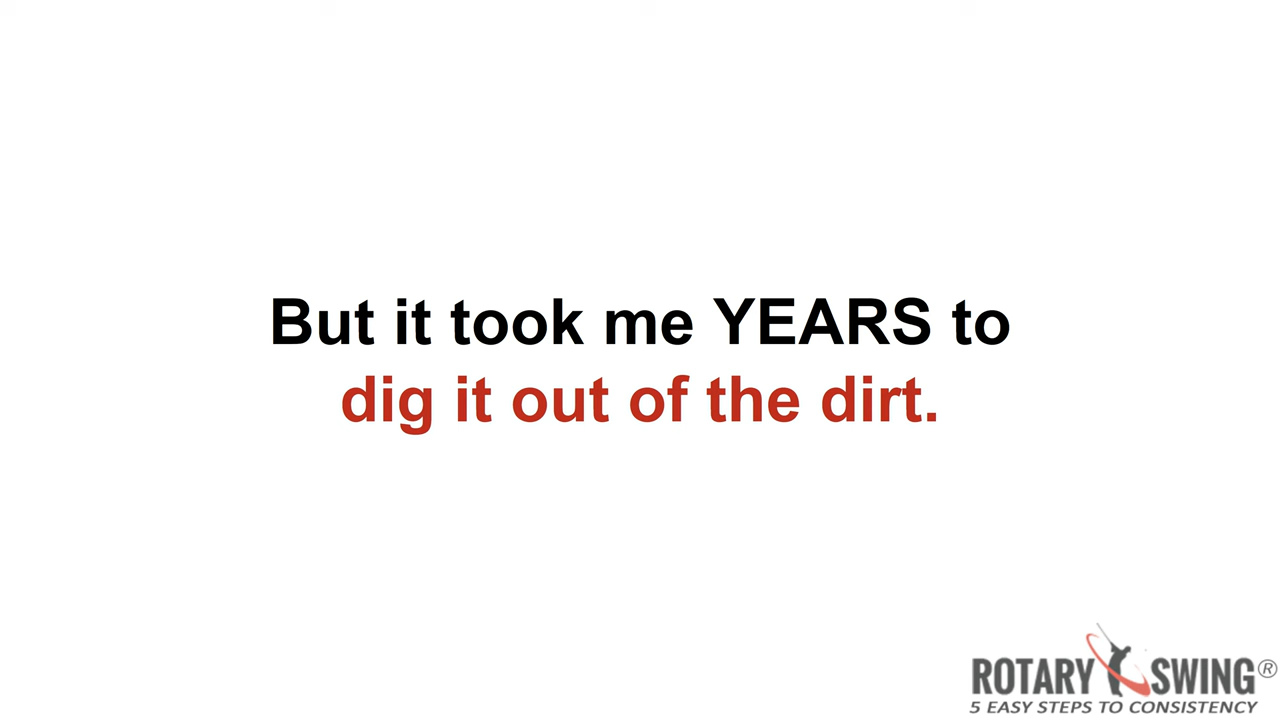 But it took me YEARS to
dig it out of the dirt.
ROTARY SWING®
5 EASY STEPS TO CONSISTENCY